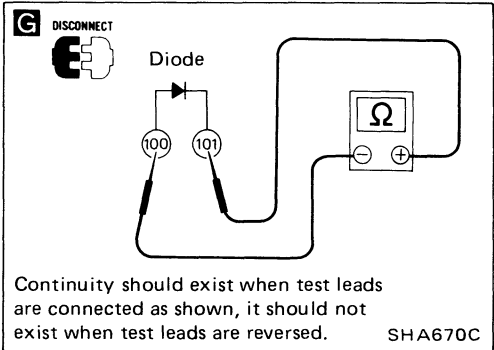 G DISCONNECT
Diode
100 101
Ω
− +
Continuity should exist when test leads
are connected as shown, it should not
exist when test leads are reversed.
SHA670C